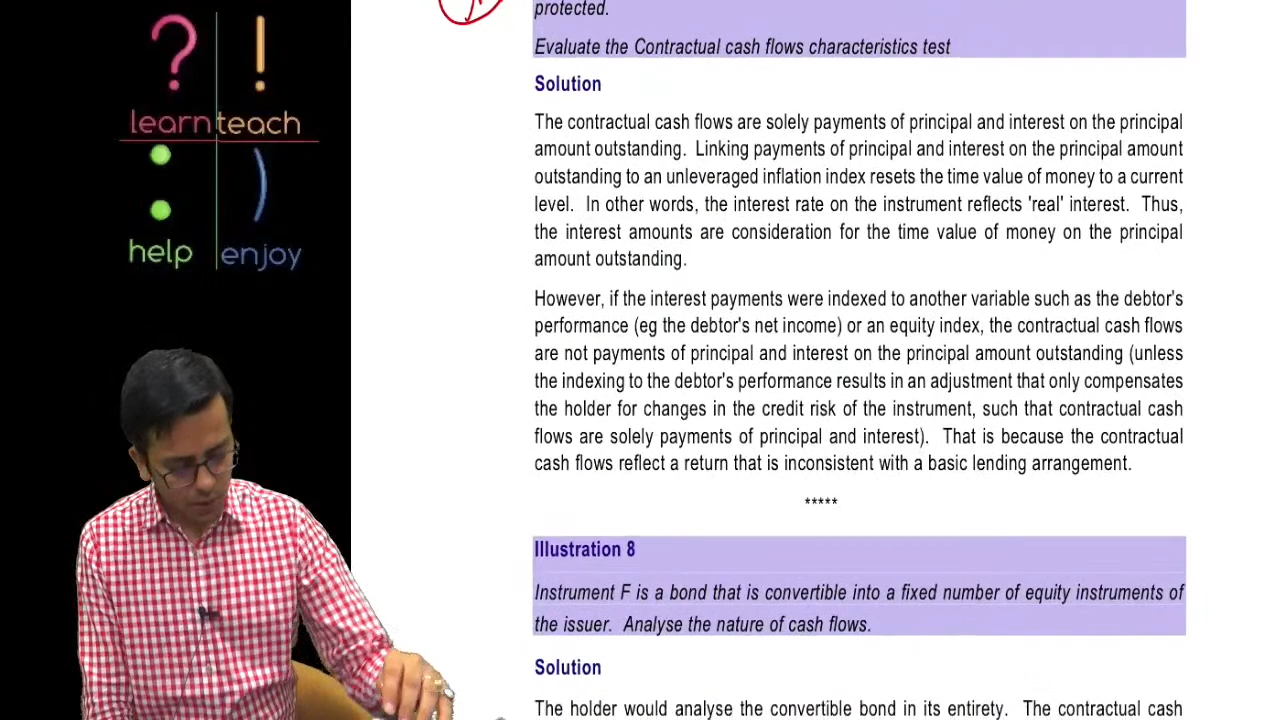 ? !
learn teach
: )
help enjoy
protected.
Evaluate the Contractual cash flows characteristics test
Solution
The contractual cash flows are solely payments of principal and interest on the principal
amount outstanding. Linking payments of principal and interest on the principal amount
outstanding to an unleveraged inflation index resets the time value of money to a current
level. In other words, the interest rate on the instrument reflects 'real' interest. Thus,
the interest amounts are consideration for the time value of money on the principal
amount outstanding.
However, if the interest payments were indexed to another variable such as the debtor's
performance (eg the debtor's net income) or an equity index, the contractual cash flows
are not payments of principal and interest on the principal amount outstanding (unless
the indexing to the debtor's performance results in an adjustment that only compensates
the holder for changes in the credit risk of the instrument, such that contractual cash
flows are solely payments of principal and interest). That is because the contractual
cash flows reflect a return that is inconsistent with a basic lending arrangement.
*****
Illustration 8
Instrument F is a bond that is convertible into a fixed number of equity instruments of
the issuer. Analyse the nature of cash flows.
Solution
The holder would analyse the convertible bond in its entirety. The contractual cash